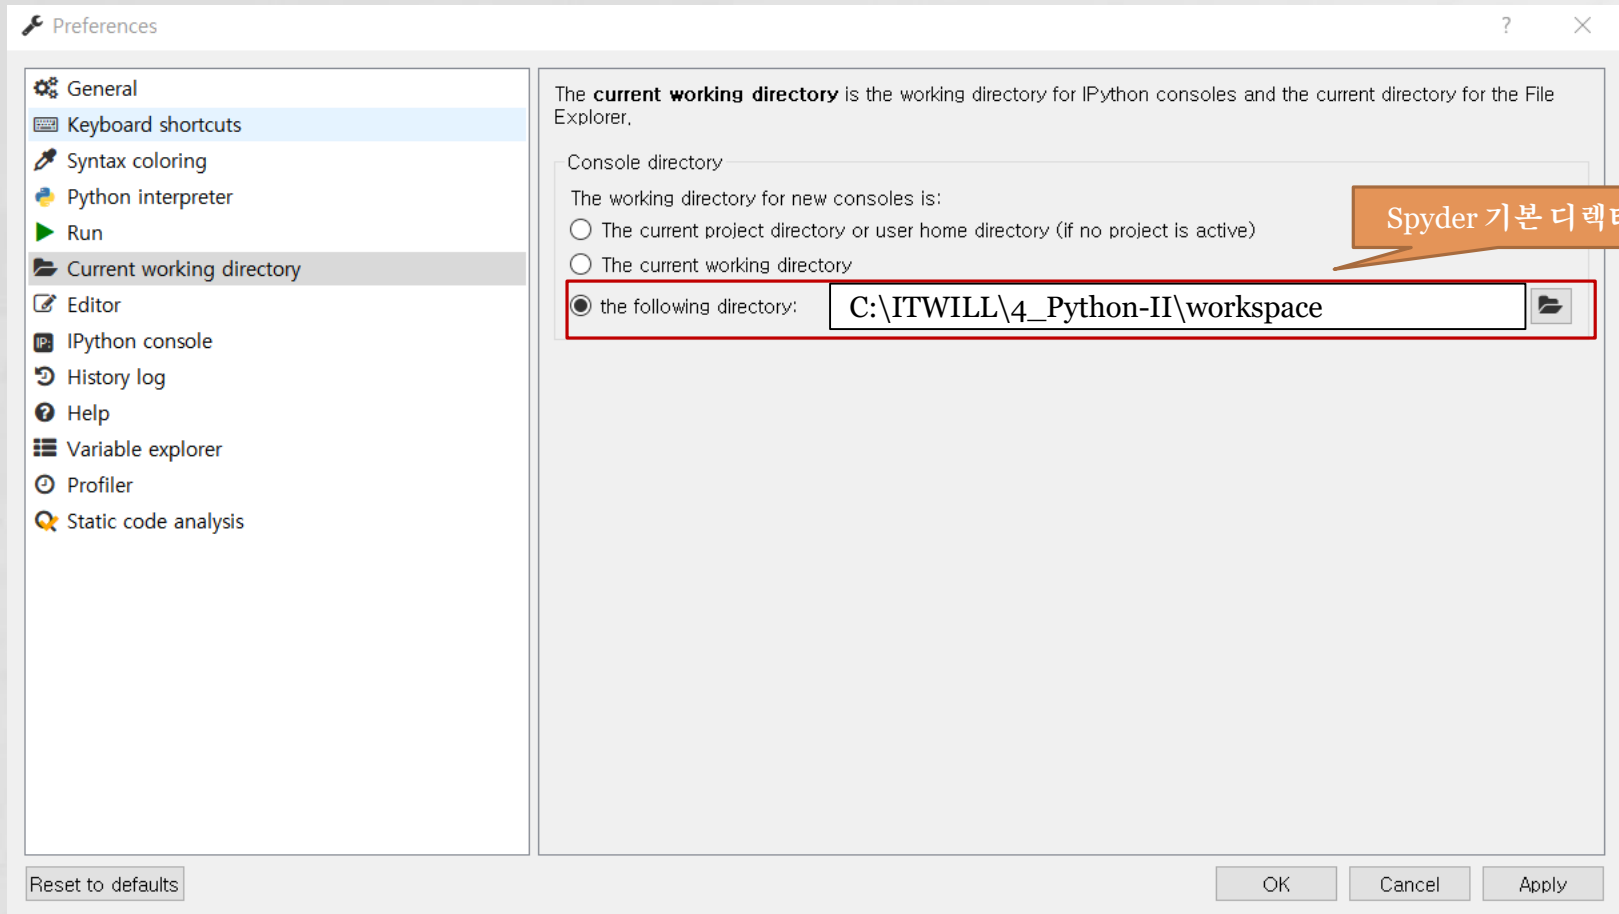 Preferences
?
General
Keyboard shortcuts
Syntax coloring
Python interpreter
Run
Current working directory
Editor
IPython console
History log
Help
Variable explorer
Profiler
Static code analysis
The current working directory is the working directory for IPython consoles and the current directory for the File
Explorer.
Console directory
The working directory for new consoles is:
Spyder 기본
The current project directory or user home directory (if no project is active)
The current working directory
the following directory:
C:\ITWILL\4_Python-II\workspace
Reset to defaults
OK
Cancel
Apply